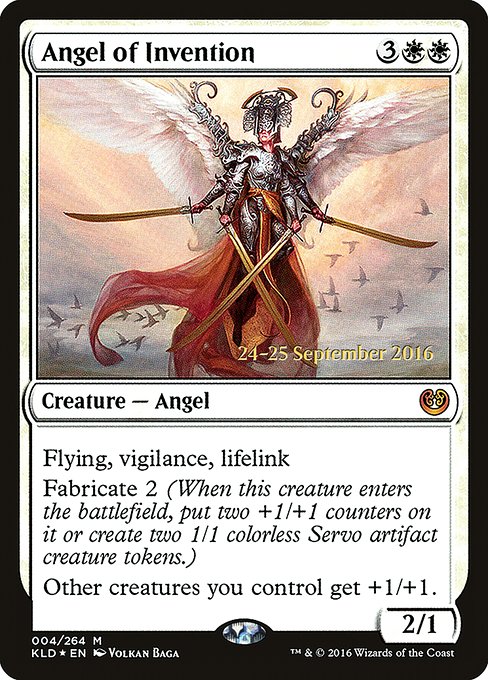 Angel of Invention 3
24–25 September 2016
Creature — Angel
Flying, vigilance, lifelink
Fabricate 2 (When this creature enters
the battlefield, put two +1/+1 counters on
it or create two 1/1 colorless Servo artifact
creature tokens.)
Other creatures you control get +1/+1.
2/1
004/264 M
KLD ★ EN Volkan Baga
™ & © 2016 Wizards of the Coast